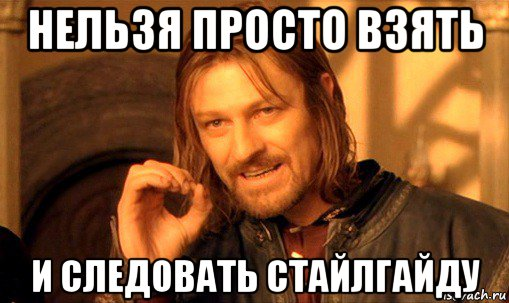 НЕЛЬЗЯ ПРОСТО ВЗЯТЬ
И СЛЕДОВАТЬ СТАЙЛГАЙДУ